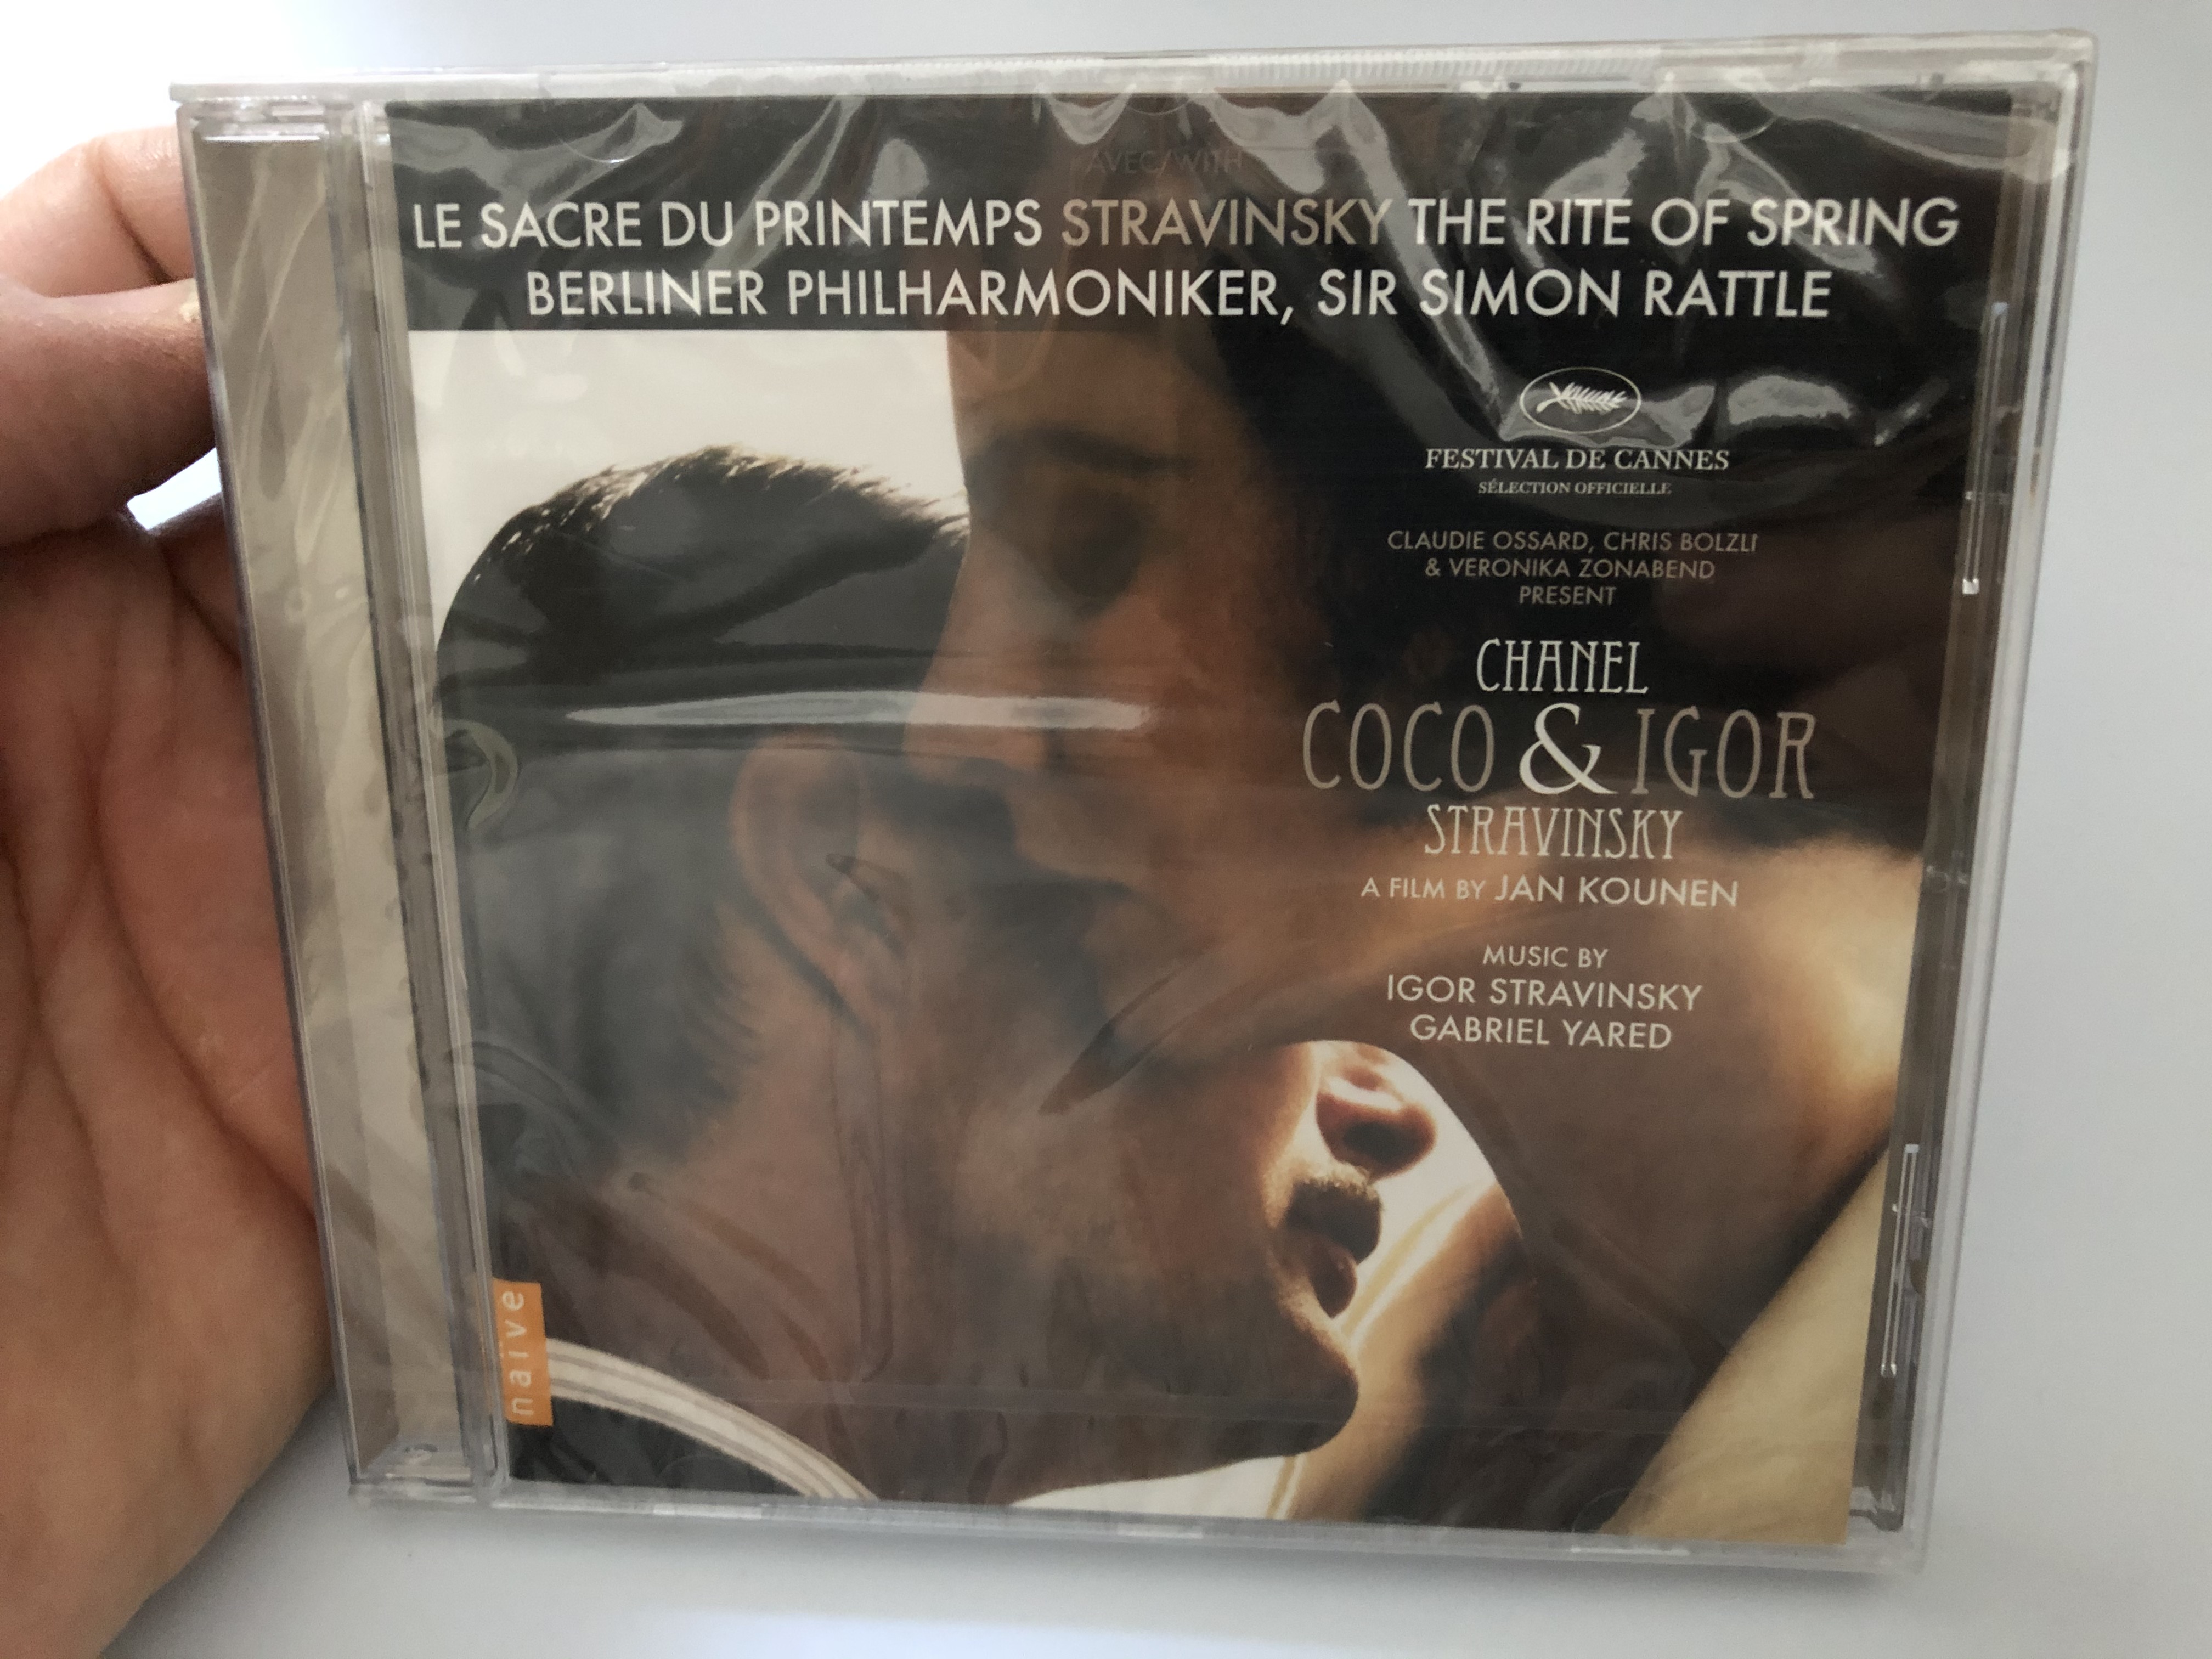 AVEC/WITH
LE SACRE DU PRINTEMPS STRAVINSKY THE RITE OF SPRING
BERLINER PHILHARMONIKER, SIR SIMON RATTLE
FESTIVAL DE CANNES
SÉLECTION OFFICIELLE
CLAUDIE OSSARD, CHRIS BOLZLI
& VERONIKA ZONABEND
PRESENT
CHANEL
COCO & IGOR
STRAVINSKY
A FILM BY JAN KOUNEN
MUSIC BY
IGOR STRAVINSKY
GABRIEL YARED
naïve